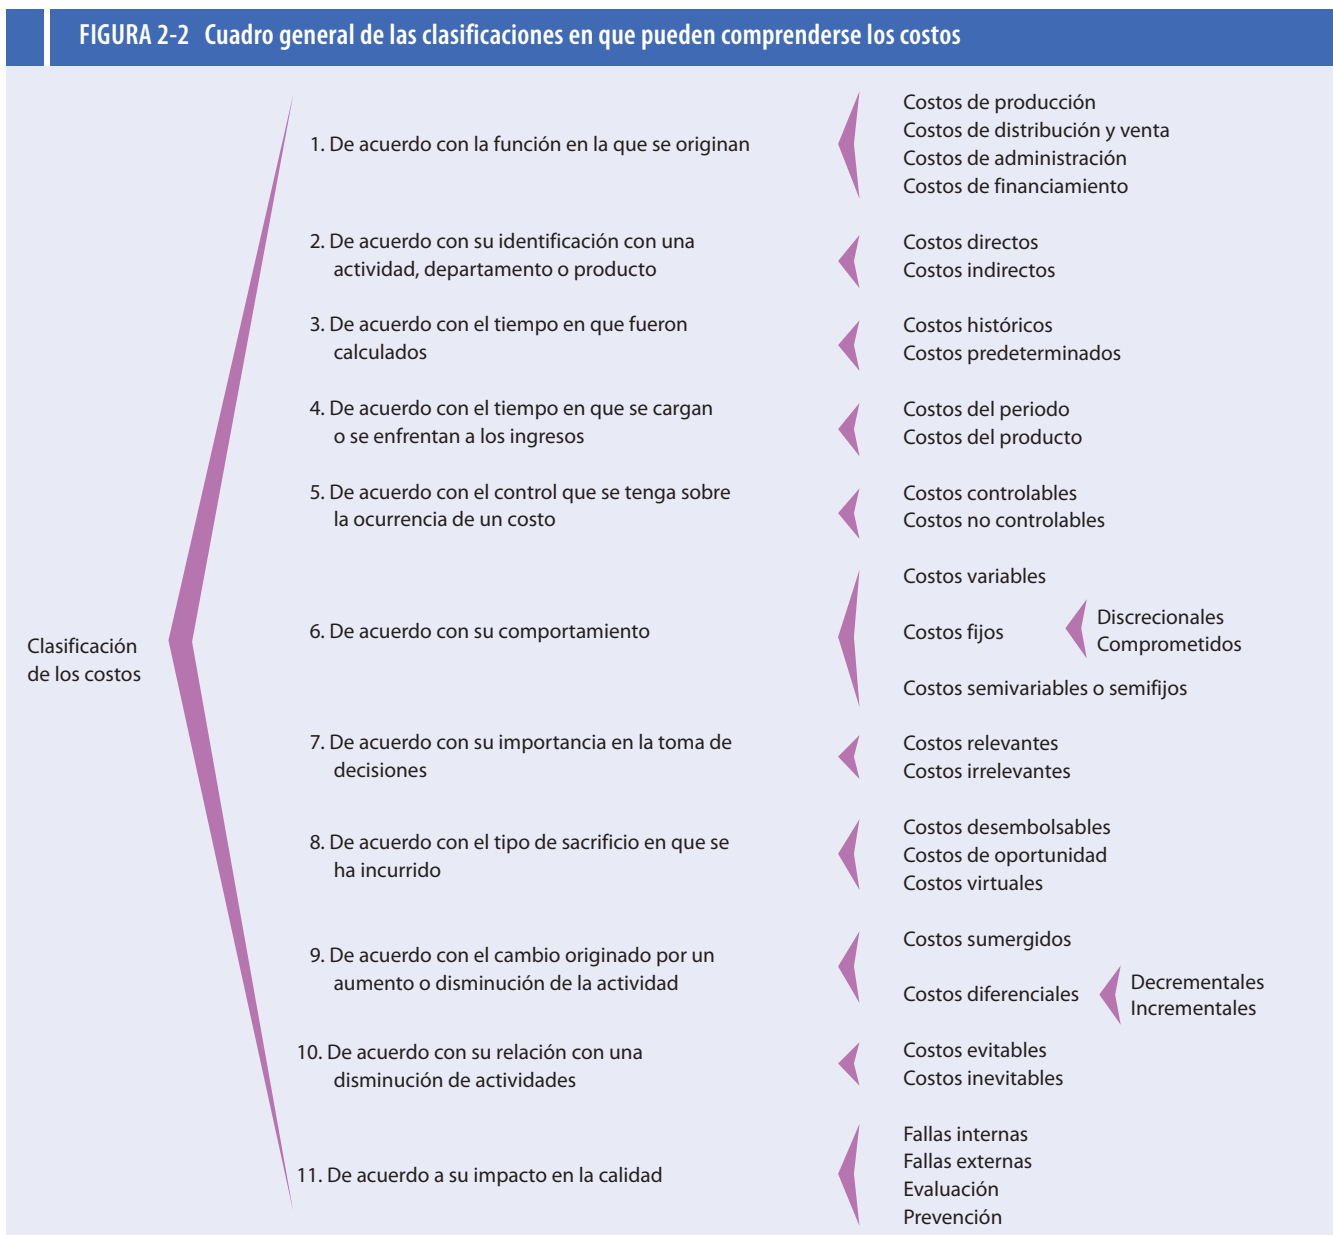 FIGURA 2-2 Cuadro general de las clasificaciones en que pueden comprenderse los costos
Clasificación
de los costos
1. De acuerdo con la función en la que se originan
Costos de producción
Costos de distribución y venta
Costos de administración
Costos de financiamiento
2. De acuerdo con su identificación con una
actividad, departamento o producto
Costos directos
Costos indirectos
3. De acuerdo con el tiempo en que fueron
calculados
Costos históricos
Costos predeterminados
4. De acuerdo con el tiempo en que se cargan
o se enfrentan a los ingresos
Costos del periodo
Costos del producto
5. De acuerdo con el control que se tenga sobre
la ocurrencia de un costo
Costos controlables
Costos no controlables
6. De acuerdo con su comportamiento
Costos variables
Costos fijos
Discrecionales
Comprometidos
Costos semivariables o semifijos
7. De acuerdo con su importancia en la toma de
decisiones
Costos relevantes
Costos irrelevantes
8. De acuerdo con el tipo de sacrificio en que se
ha incurrido
Costos desembolsables
Costos de oportunidad
Costos virtuales
9. De acuerdo con el cambio originado por un
aumento o disminución de la actividad
Costos sumergidos
Costos diferenciales
Decrementales
Incrementales
10. De acuerdo con su relación con una
disminución de actividades
Costos evitables
Costos inevitables
11. De acuerdo a su impacto en la calidad
Fallas internas
Fallas externas
Evaluación
Prevención